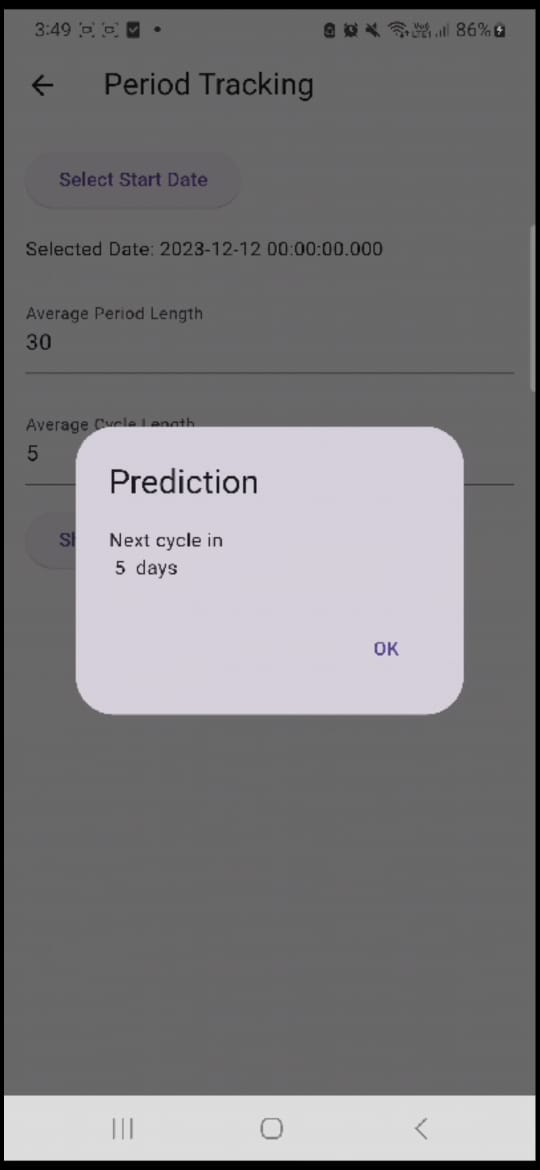 3:49 86%
Period Tracking
Select Start Date
Selected Date: 2023-12-12 00:00:00.000
Average Period Length
30
Average Cycle Length
5
Prediction
Next cycle in
5 days
OK